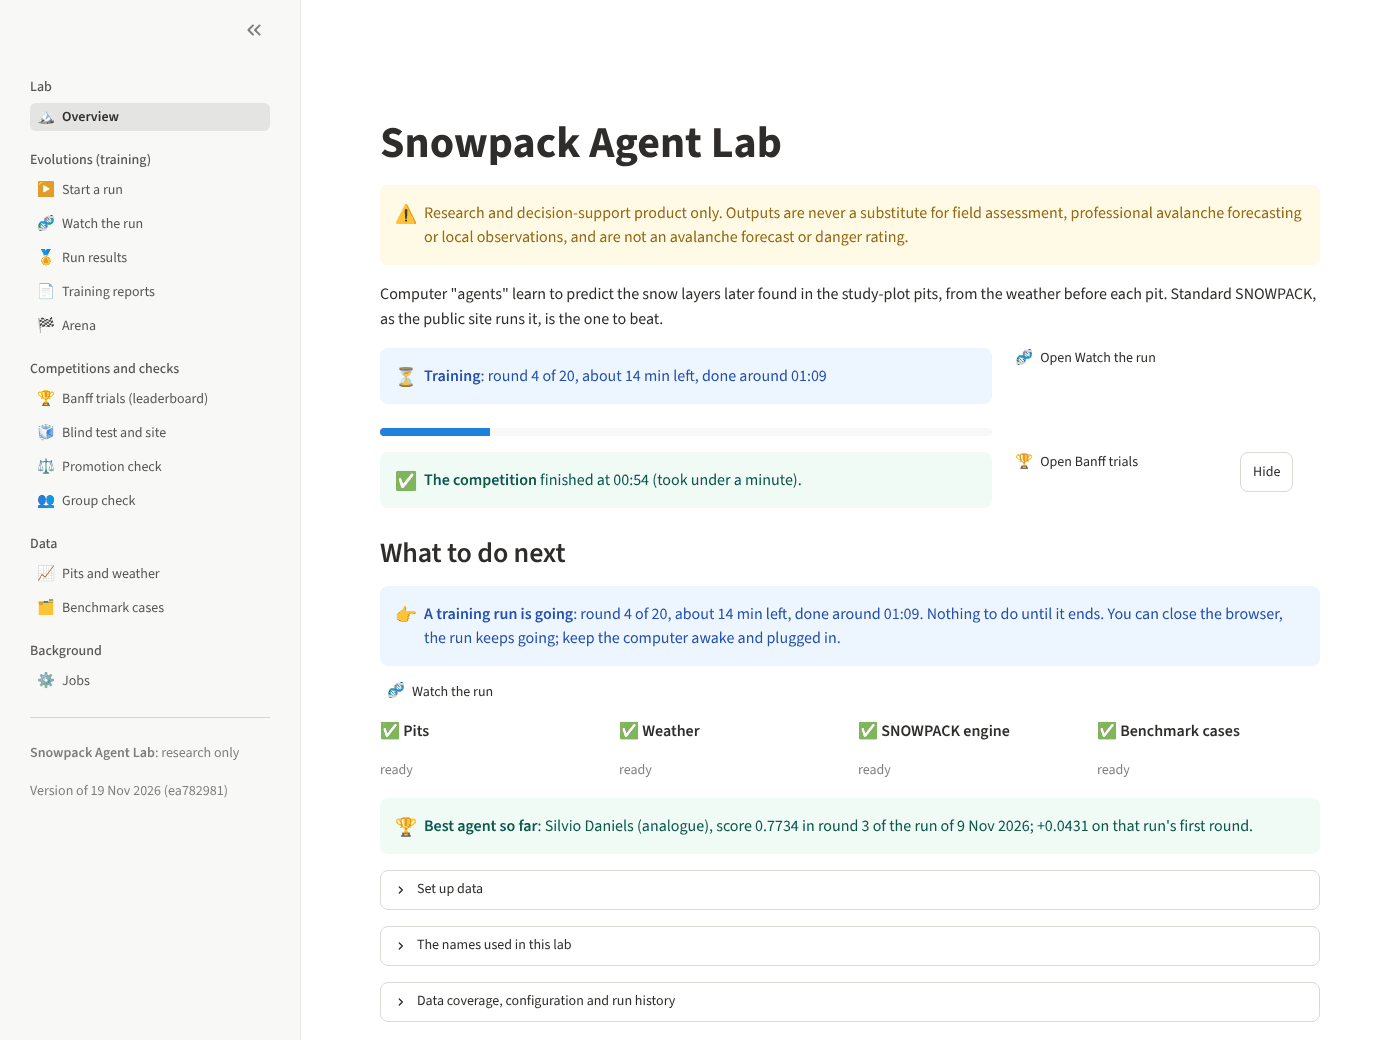 Lab
Overview
Evolutions (training)
Start a run
Watch the run
Run results
Training reports
Arena
Competitions and checks
Banff trials (leaderboard)
Blind test and site
Promotion check
Group check
Data
Pits and weather
Benchmark cases
Background
Jobs
Snowpack Agent Lab: research only
Version of 19 Nov 2026 (ea782981)
Snowpack Agent Lab
Research and decision-support product only. Outputs are never a substitute for field assessment, professional avalanche forecasting
or local observations, and are not an avalanche forecast or danger rating.
Computer "agents" learn to predict the snow layers later found in the study-plot pits, from the weather before each pit. Standard SNOWPACK,
as the public site runs it, is the one to beat.
Training: round 4 of 20, about 14 min left, done around 01:09
Open Watch the run
The competition finished at 00:54 (took under a minute).
Open Banff trials
Hide
What to do next
A training run is going: round 4 of 20, about 14 min left, done around 01:09. Nothing to do until it ends. You can close the browser,
the run keeps going; keep the computer awake and plugged in.
Watch the run
Pits
Weather
SNOWPACK engine
Benchmark cases
ready
ready
ready
ready
Best agent so far: Silvio Daniels (analogue), score 0.7734 in round 3 of the run of 9 Nov 2026; +0.0431 on that run's first round.
Set up data
The names used in this lab
Data coverage, configuration and run history